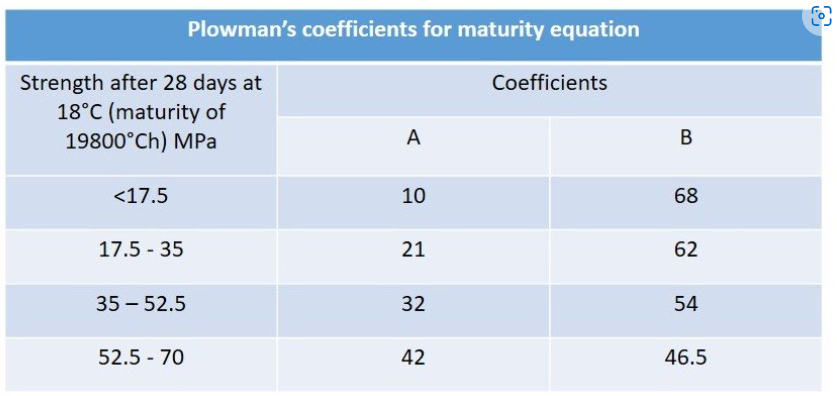 Plowman’s coefficients for maturity equation
Strength after 28 days at
18°C (maturity of
19800°Ch) MPa
Coefficients
A
B
<17.5
10
68
17.5 - 35
21
62
35 – 52.5
32
54
52.5 - 70
42
46.5